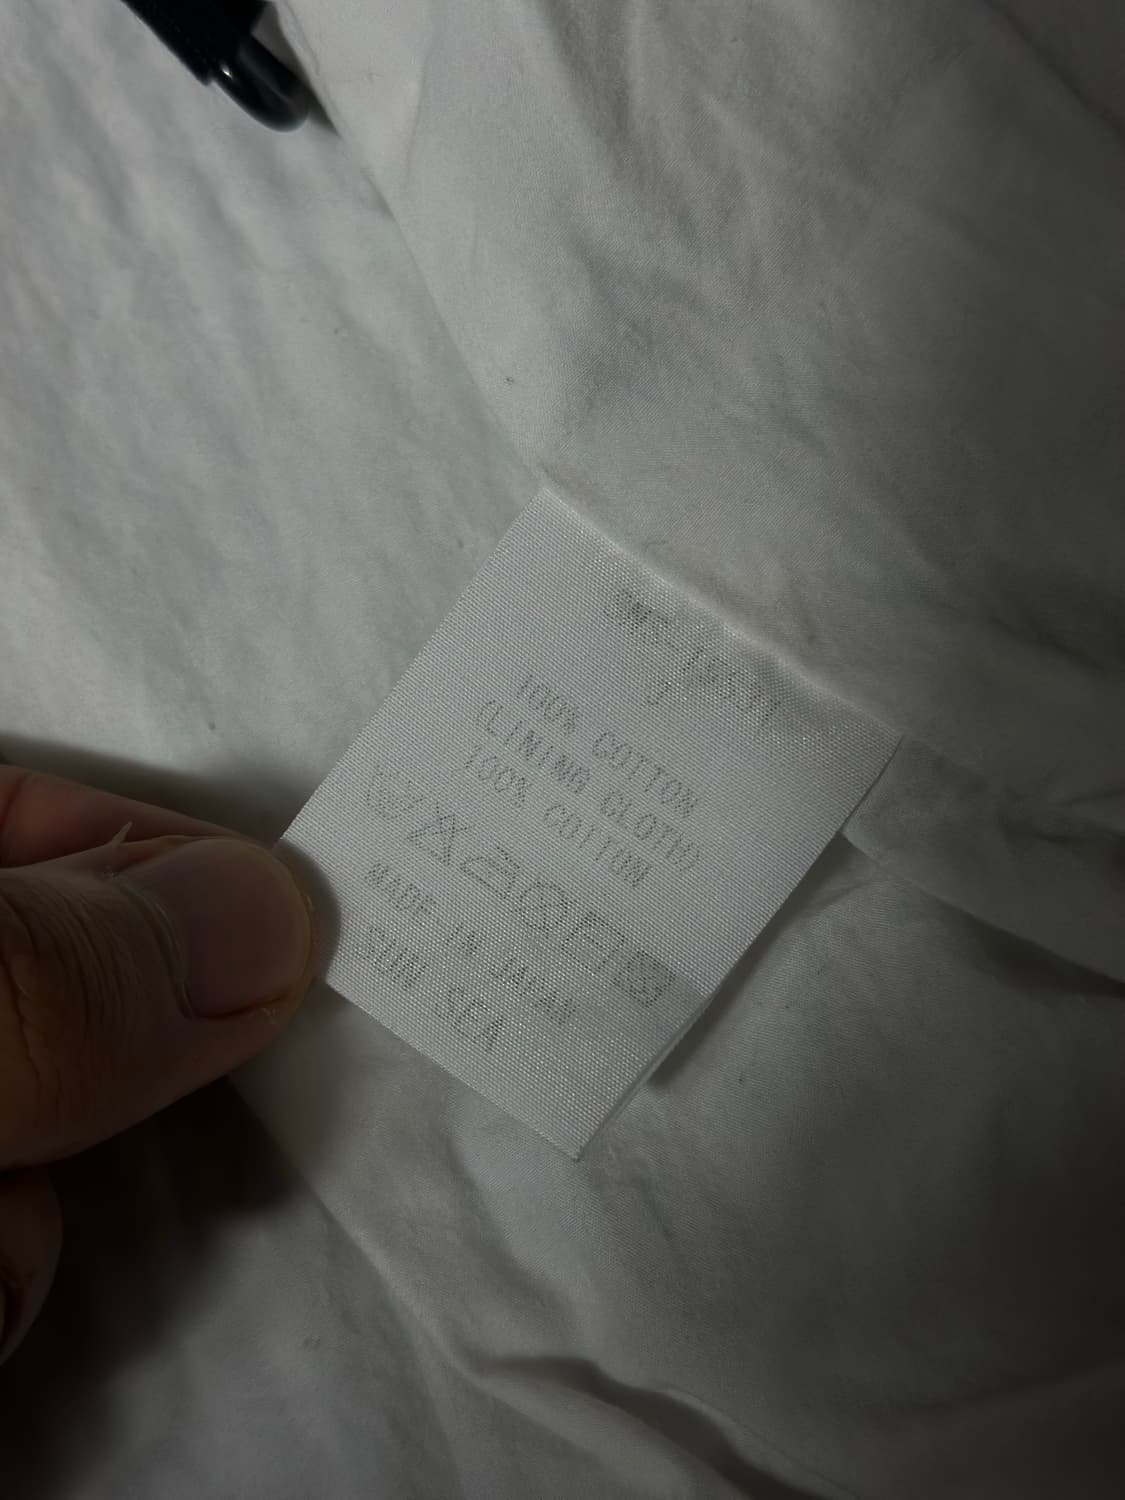 100% COTTON
(LINING CLOTH)
100% COTTON
MADE IN JAPAN
SUN SEA